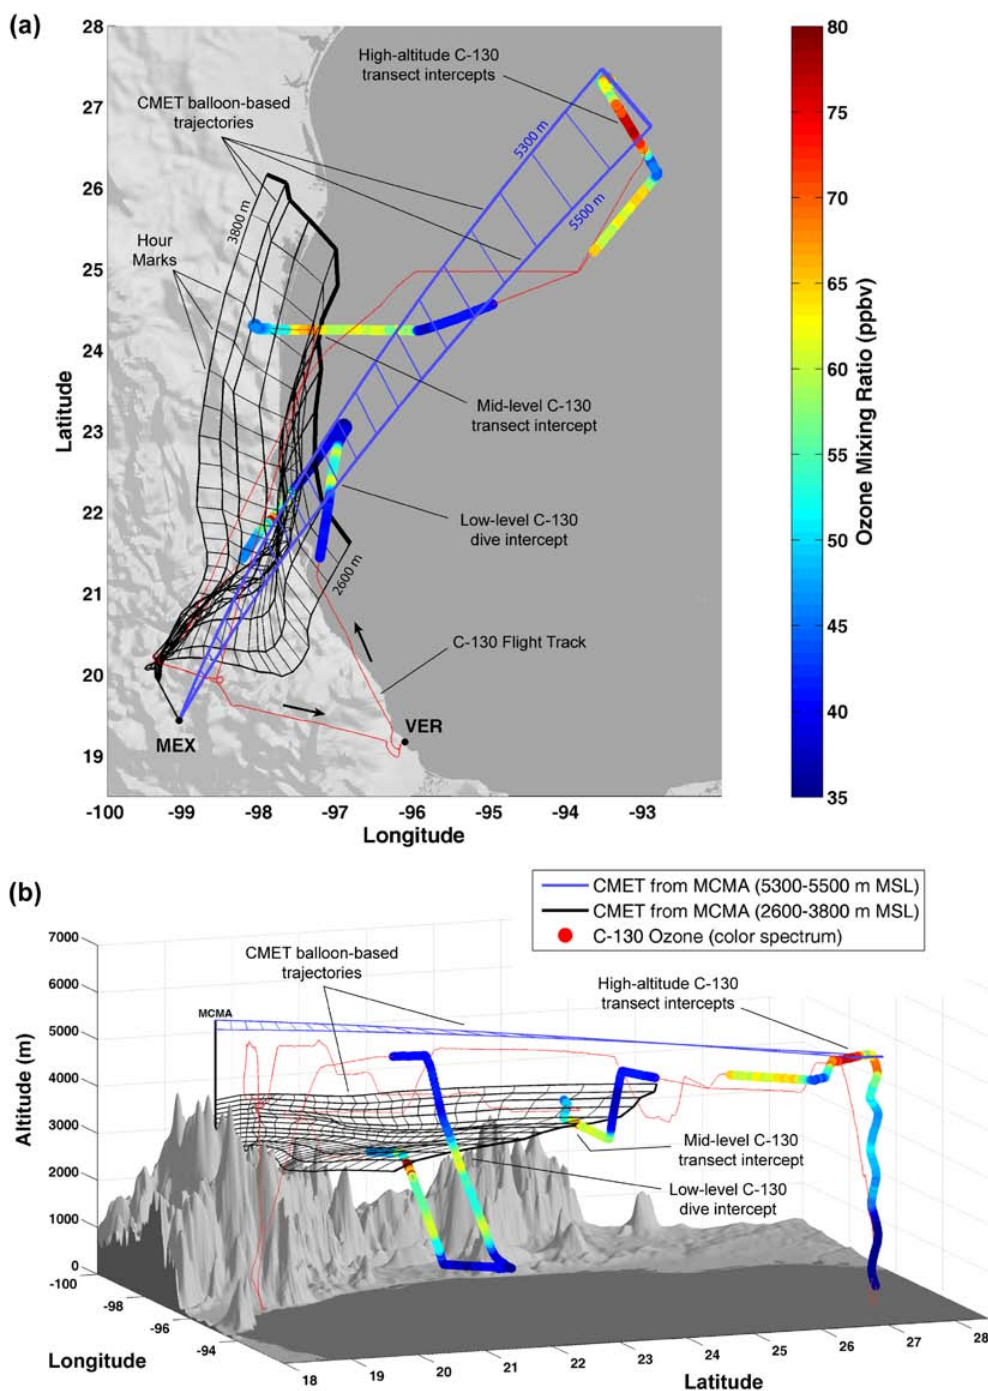 (a)
28
27
26
25
24
23
22
21
20
19
Latitude
-100
-99
-98
-97
-96
-95
-94
-93
Longitude
High-altitude C-130
transect intercepts
CMET balloon-based
trajectories
5300 m
5500 m
3800 m
Hour
Marks
Mid-level C-130
transect intercept
Low-level C-130
dive intercept
2600 m
C-130 Flight Track
MEX
VER
80
75
70
65
60
55
50
45
40
35
Ozone Mixing Ratio (ppbv)
(b)
CMET from MCMA (5300-5500 m MSL)
CMET from MCMA (2600-3800 m MSL)
C-130 Ozone (color spectrum)
7000
6000
5000
4000
3000
2000
1000
0
Altitude (m)
CMET balloon-based
trajectories
High-altitude C-130
transect intercepts
MCMA
Mid-level C-130
transect intercept
Low-level C-130
dive intercept
-100
-98
-96
-94
Longitude
18
19
20
21
22
23
24
25
26
27
28
Latitude